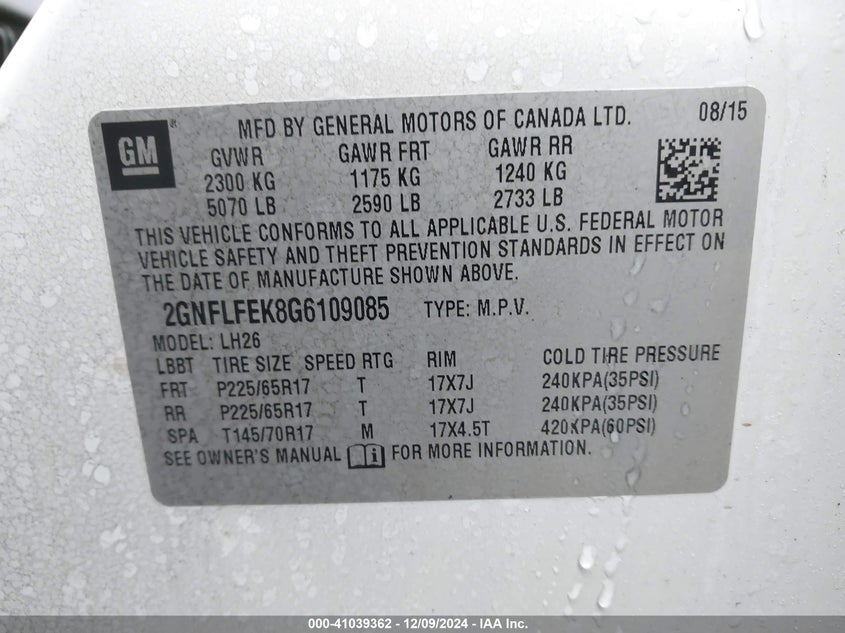 GM ® MFD BY GENERAL MOTORS OF CANADA LTD. 08/15
GVWR GAWR FRT GAWR RR
2300 KG 1175 KG 1240 KG
5070 LB 2590 LB 2733 LB
THIS VEHICLE CONFORMS TO ALL APPLICABLE U.S. FEDERAL MOTOR
VEHICLE SAFETY AND THEFT PREVENTION STANDARDS IN EFFECT ON
THE DATE OF MANUFACTURE SHOWN ABOVE.
2GNFLFEK8G6109085 TYPE: M.P.V.
MODEL: LH26
LBBT TIRE SIZE SPEED RTG RIM COLD TIRE PRESSURE
FRT P225/65R17 T 17X7J 240KPA(35PSI)
RR P225/65R17 T 17X7J 240KPA(35PSI)
SPA T145/70R17 M 17X4.5T 420KPA(60PSI)
SEE OWNER'S MANUAL i FOR MORE INFORMATION.
000-41039362 - 12/09/2024 - IAA Inc.